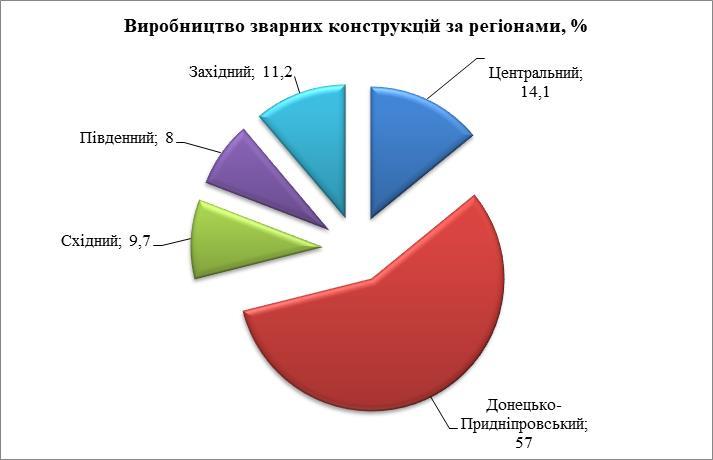 Виробництво зварних конструкцій за регіонами, %
Західний; 11,2
Центральний;
14,1
Південний; 8
Східний; 9,7
Донецько-
Придніпровський;
57